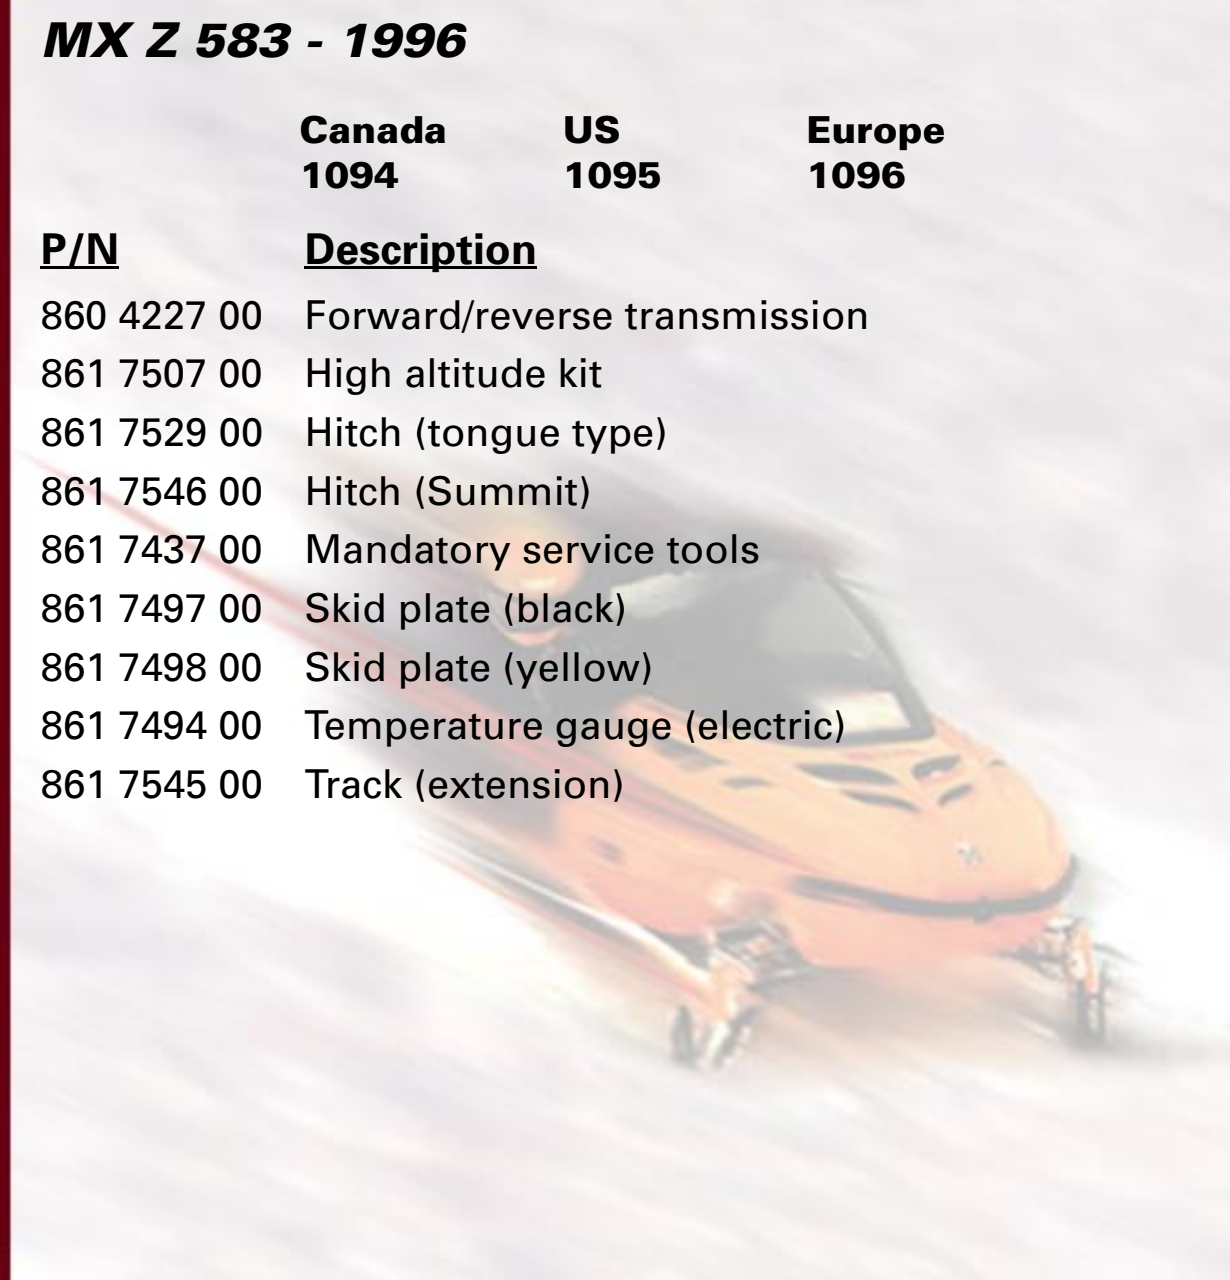 MX Z 583 - 1996
Canada US Europe
1094 1095 1096
P/N Description
860 4227 00 Forward/reverse transmission
861 7507 00 High altitude kit
861 7529 00 Hitch (tongue type)
861 7546 00 Hitch (Summit)
861 7437 00 Mandatory service tools
861 7497 00 Skid plate (black)
861 7498 00 Skid plate (yellow)
861 7494 00 Temperature gauge (electric)
861 7545 00 Track (extension)